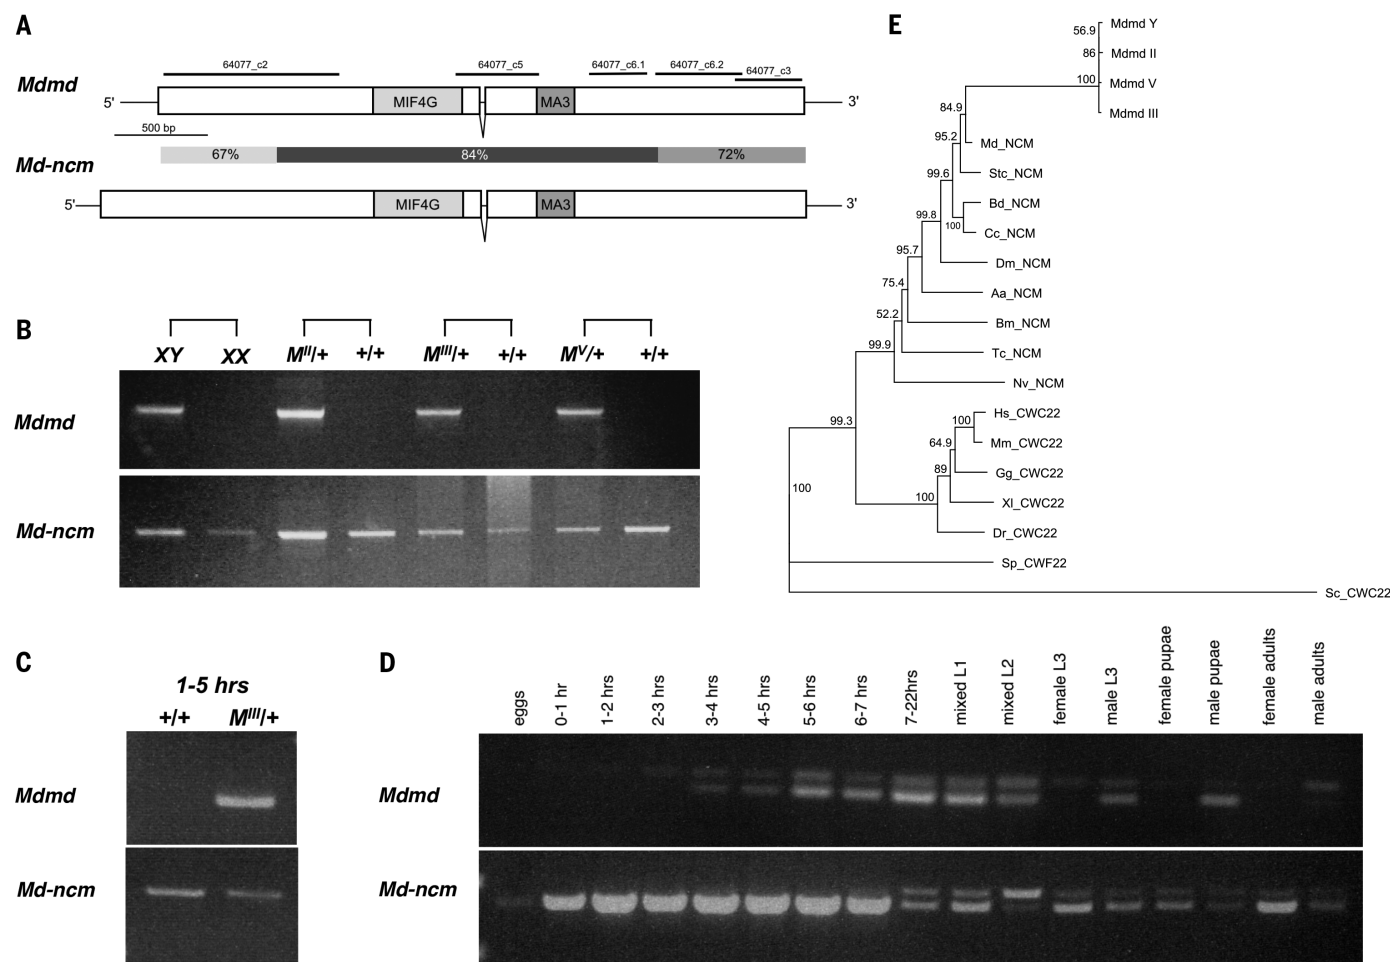 A
64077_c2
64077_c5
64077_c6.1
64077_c6.2
64077_c3
Mdmd
5'
MIF4G
MA3
3'
500 bp
Md-ncm
67%
84%
72%
5'
MIF4G
MA3
3'
B
XY
XX
M^II/+
+/+
M^III/+
+/+
M^V/+
+/+
Mdmd
Md-ncm
C
1-5 hrs
+/+
M^III/+
Mdmd
Md-ncm
D
eggs
0-1 hr
1-2 hrs
2-3 hrs
3-4 hrs
4-5 hrs
5-6 hrs
6-7 hrs
7-22hrs
mixed L1
mixed L2
female L3
male L3
female pupae
male pupae
female adults
male adults
Mdmd
Md-ncm
E
Mdmd Y
56.9
Mdmd II
86
Mdmd V
100
Mdmd III
84.9
95.2
Md_NCM
99.6
Stc_NCM
Bd_NCM
99.8
100
Cc_NCM
95.7
Dm_NCM
75.4
Aa_NCM
52.2
Bm_NCM
99.9
Tc_NCM
Nv_NCM
99.3
100
Hs_CWC22
64.9
Mm_CWC22
89
Gg_CWC22
100
100
Xl_CWC22
Dr_CWC22
Sp_CWF22
Sc_CWC22